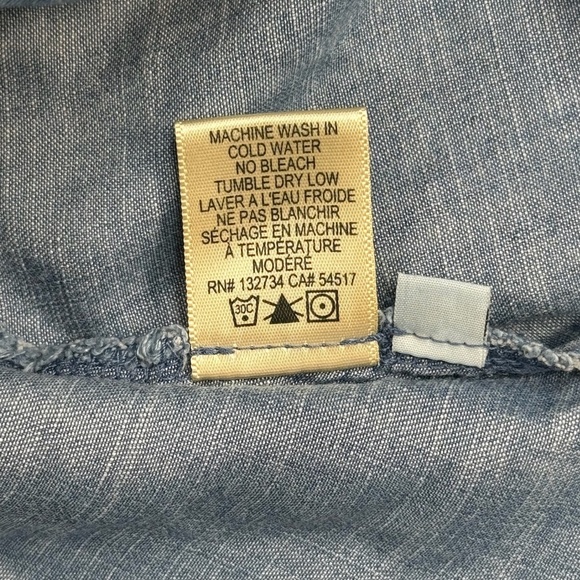 MACHINE WASH IN
COLD WATER
NO BLEACH
TUMBLE DRY LOW
LAVER A L'EAU FROIDE
NE PAS BLANCHIR
SÉCHAGE EN MACHINE
À TEMPÉRATURE
MODÉRÉ
RN# 132734 CA# 54517
30C